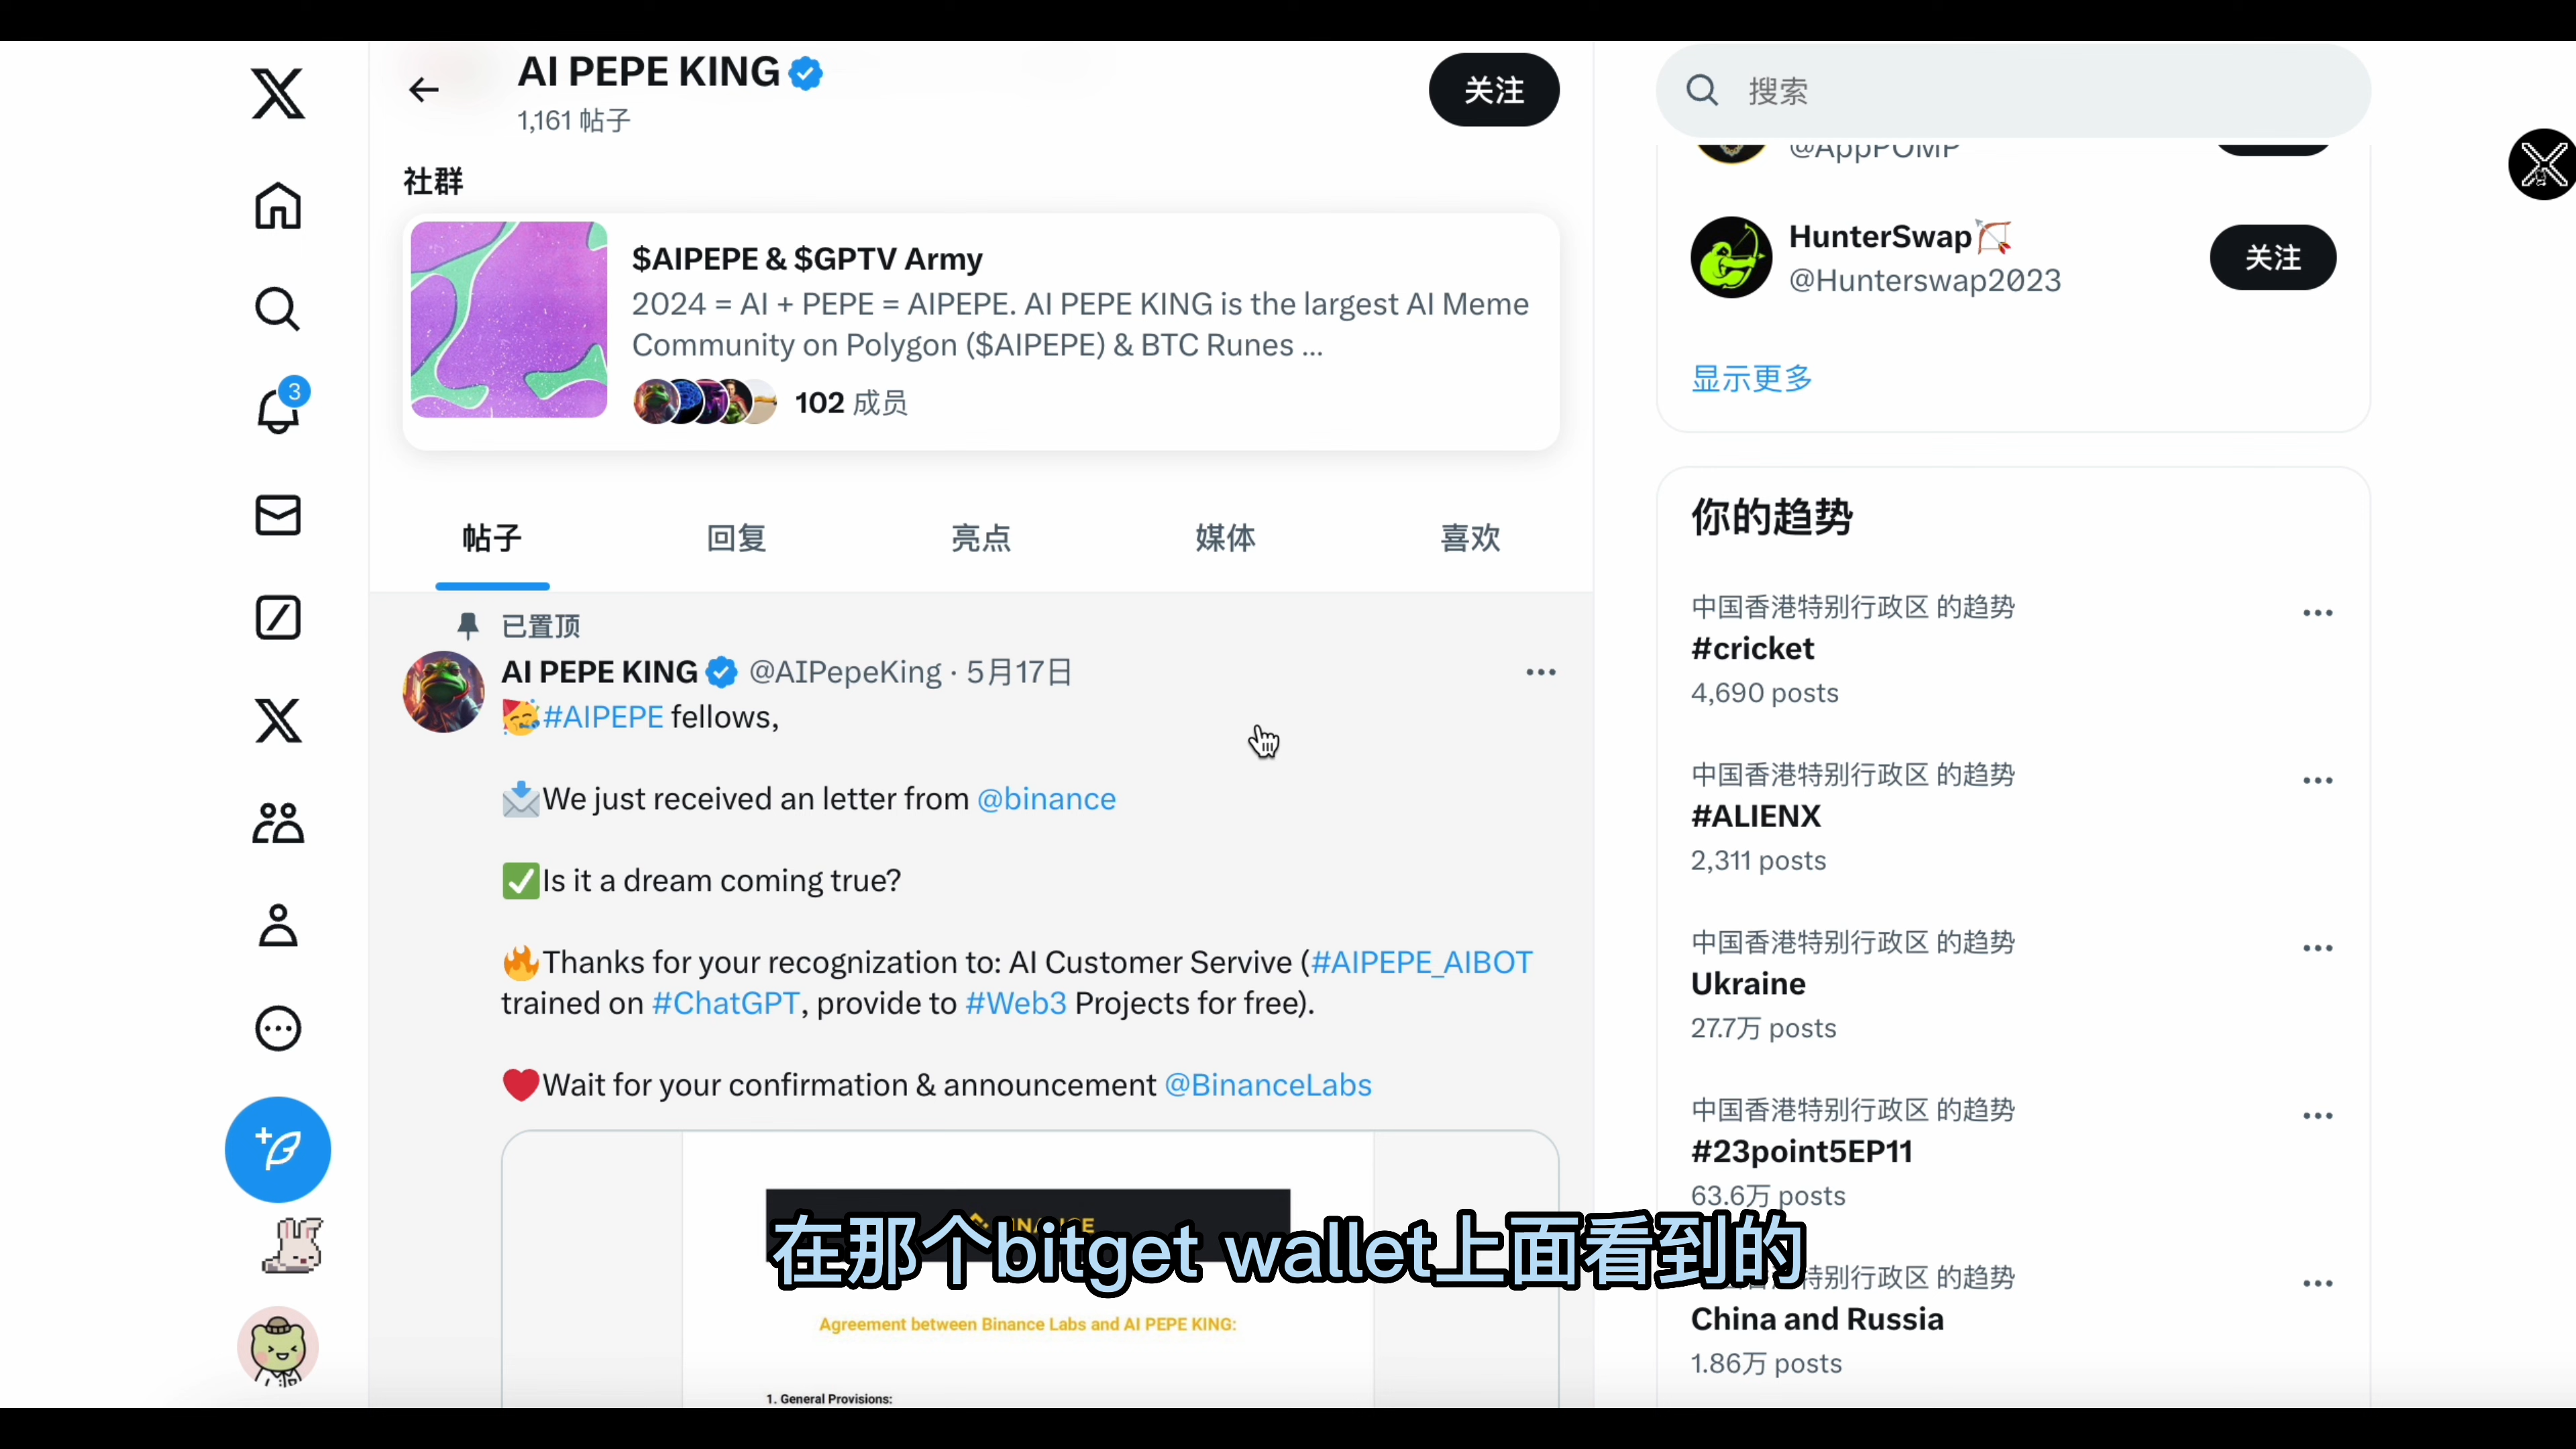 AI PEPE KING
1,161 帖子
关注
社群
$AIPEPE & $GPTV Army
2024 = AI + PEPE = AIPEPE. AI PEPE KING is the largest AI Meme
Community on Polygon ($AIPEPE) & BTC Runes ...
102 成员
帖子
回复
亮点
媒体
喜欢
已置顶
AI PEPE KING @AIPepeKing · 5月17日
#AIPEPE fellows,
We just received an letter from @binance
Is it a dream coming true?
Thanks for your recognization to: AI Customer Servive (#AIPEPE_AIBOT
trained on #ChatGPT, provide to #Web3 Projects for free).
Wait for your confirmation & announcement @BinanceLabs
Agreement between Binance Labs and AI PEPE KING:
1. General Provisions:
在那个bitget wallet上面看到的
3
搜索
@AppPUMP
HunterSwap
@Hunterswap2023
关注
显示更多
你的趋势
中国香港特别行政区 的趋势
#cricket
4,690 posts
中国香港特别行政区 的趋势
#ALIENX
2,311 posts
中国香港特别行政区 的趋势
Ukraine
27.7万 posts
中国香港特别行政区 的趋势
#23point5EP11
63.6万 posts
特别行政区 的趋势
China and Russia
1.86万 posts